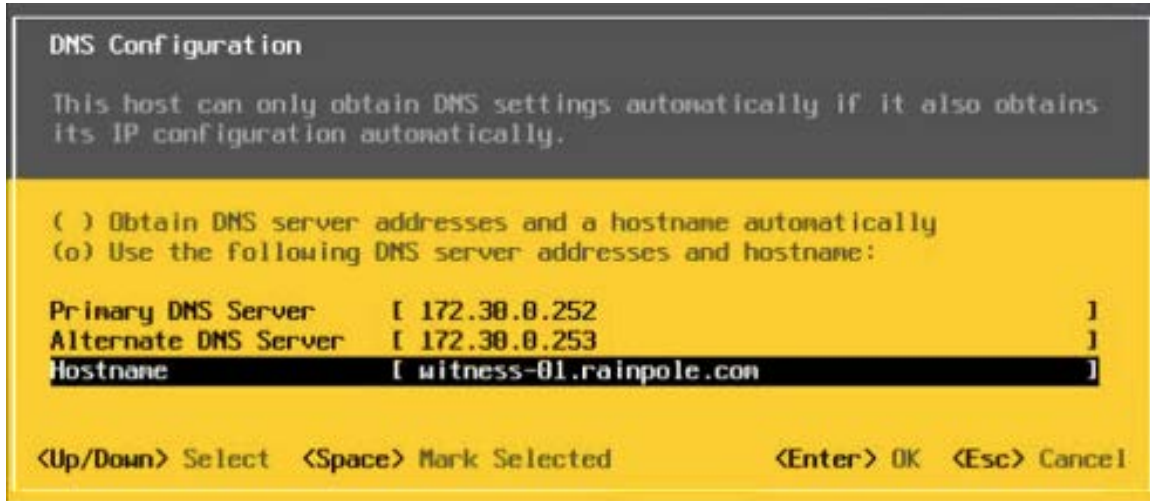 DNS Configuration
This host can only obtain DNS settings automatically if it also obtains
its IP configuration automatically.
( ) Obtain DNS server addresses and a hostname automatically
(o) Use the following DNS server addresses and hostname:
Primary DNS Server [ 172.30.0.252 ]
Alternate DNS Server [ 172.30.0.253 ]
Hostname [ witness-01.rainpole.com ]
<Up/Down> Select <Space> Mark Selected <Enter> OK <Esc> Cancel